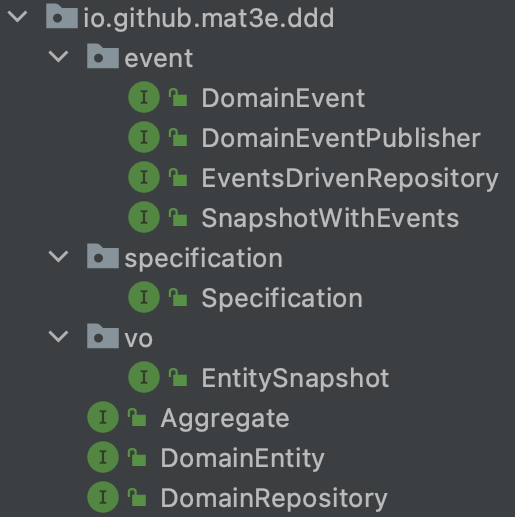 io.github.mat3e.ddd
event
I DomainEvent
I DomainEventPublisher
I EventsDrivenRepository
I SnapshotWithEvents
specification
I Specification
vo
I EntitySnapshot
I Aggregate
I DomainEntity
I DomainRepository